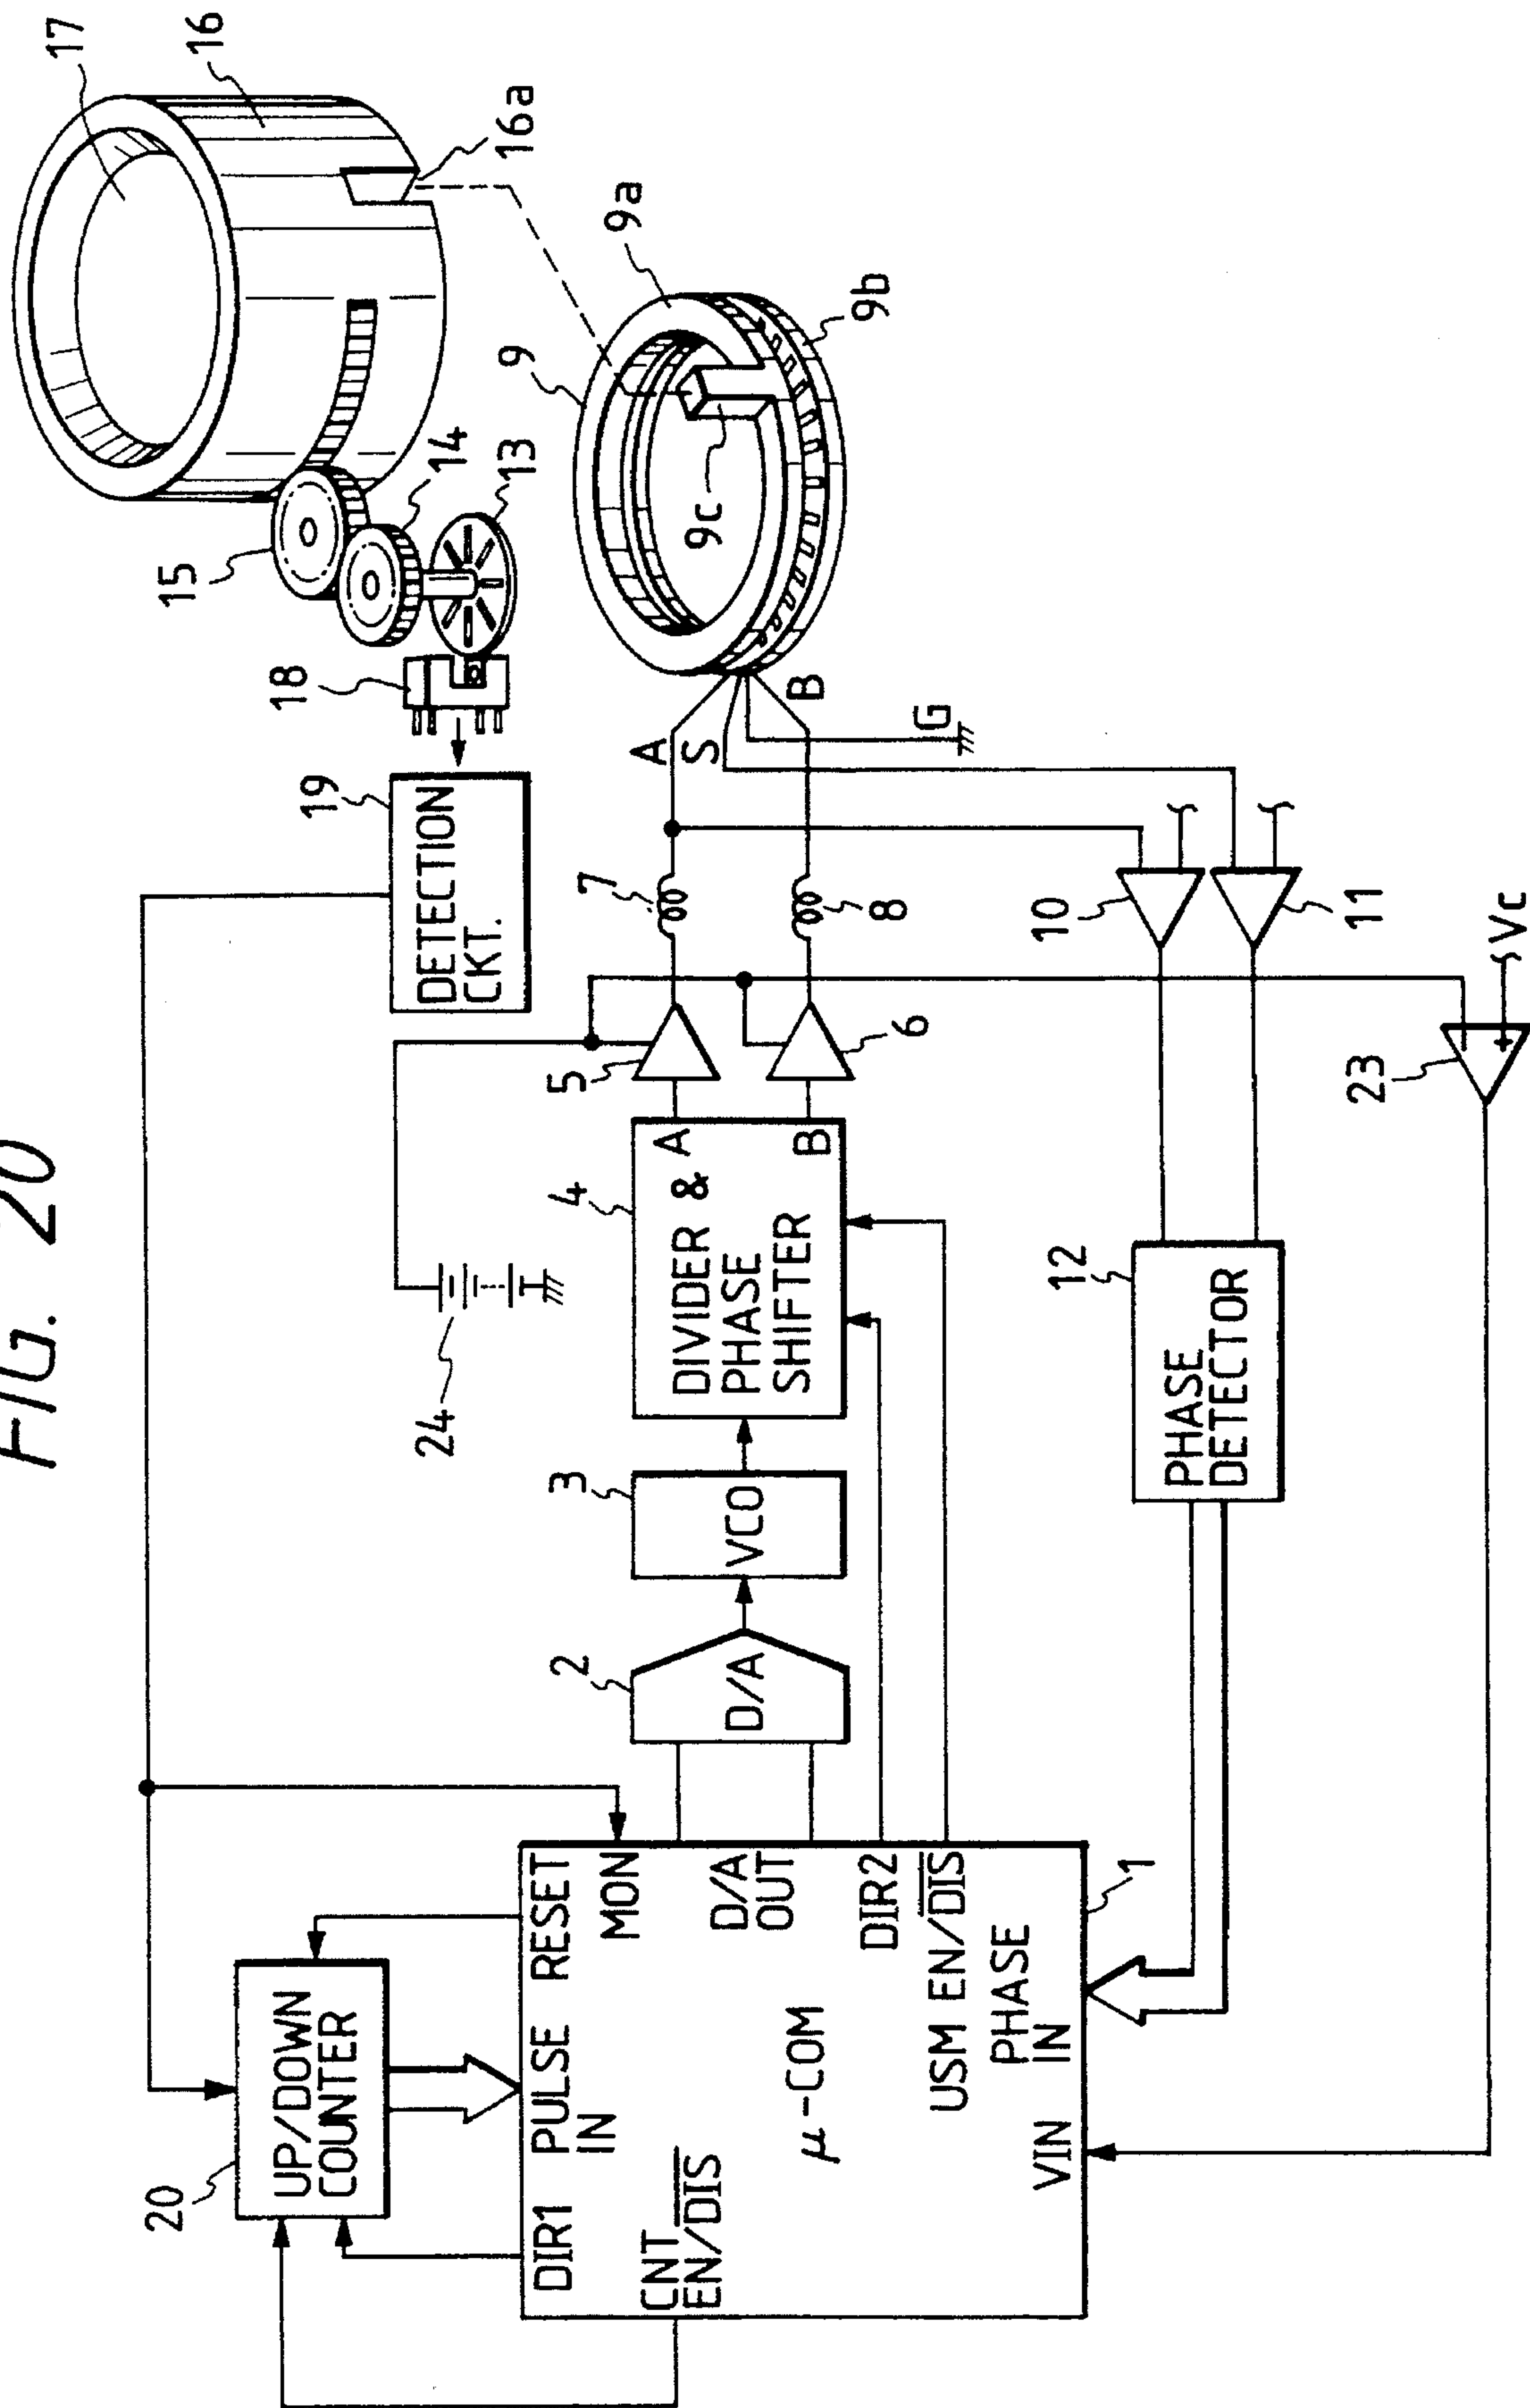 FIG. 20
17
16
16a
15
14
13
18
9
9a
9b
9c
19
DETECTION
CKT.
A
S
B
G
7
8
5
6
24
4
DIVIDER &
PHASE
SHIFTER
A
B
3
VCO
2
D/A
20
UP/DOWN
COUNTER
DIR1
PULSE
IN
RESET
MON
CNT
EN/DIS
D/A
OUT
μ-COM
DIR2
USM EN/DIS
PHASE
IN
VIN
1
10
11
12
PHASE
DETECTOR
23
-
+
Vc